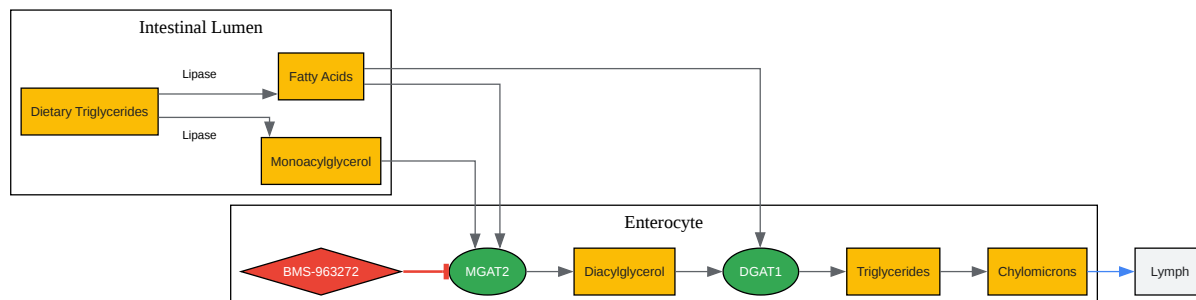 Intestinal Lumen
Lipase
Fatty Acids
Dietary Triglycerides
Lipase
Monoacylglycerol
Enterocyte
BMS-963272
MGAT2
Diacylglycerol
DGAT1
Triglycerides
Chylomicrons
Lymph